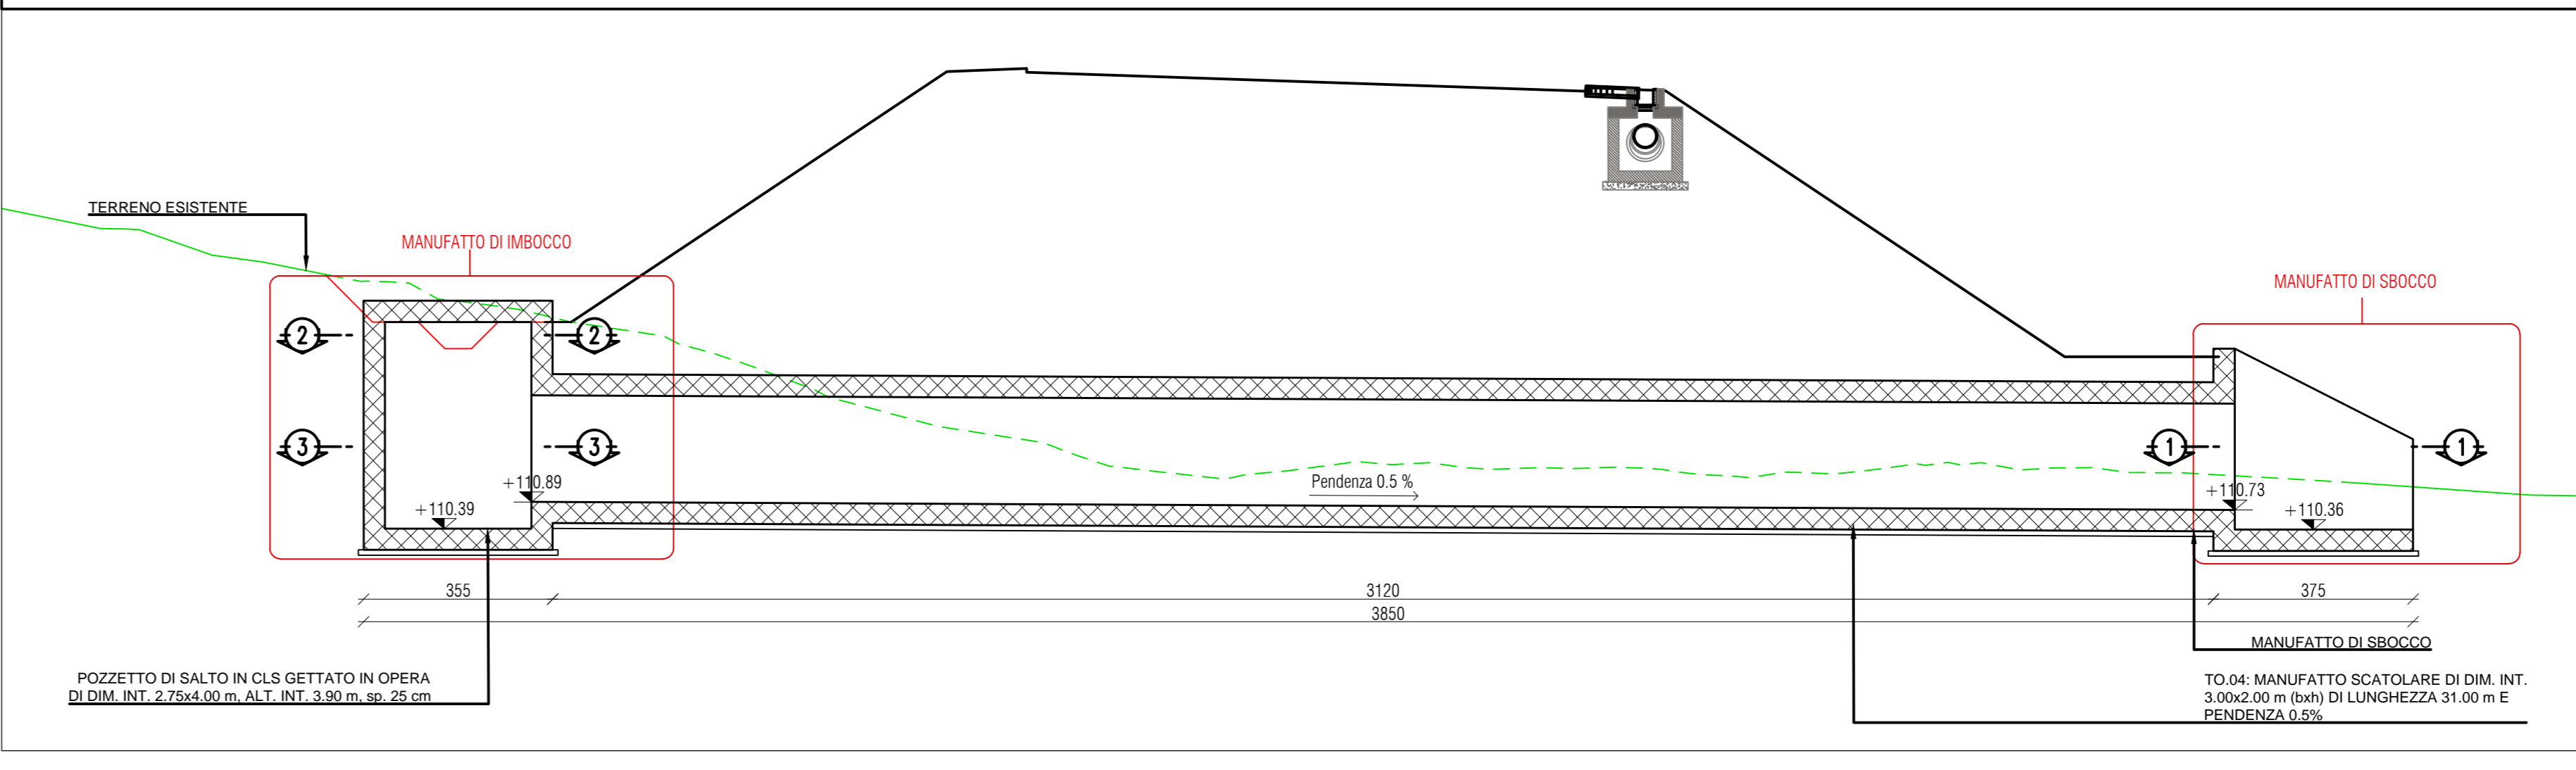 TERRENO ESISTENTE
MANUFATTO DI IMBOCCO
MANUFATTO DI SBOCCO
2
2
3
3
1
1
+110.89
+110.39
Pendenza 0.5 %
+110.73
+110.36
355
3120
375
3850
MANUFATTO DI SBOCCO
POZZETTO DI SALTO IN CLS GETTATO IN OPERA
DI DIM. INT. 2.75x4.00 m, ALT. INT. 3.90 m, sp. 25 cm
TO.04: MANUFATTO SCATOLARE DI DIM. INT.
3.00x2.00 m (bxh) DI LUNGHEZZA 31.00 m E
PENDENZA 0.5%